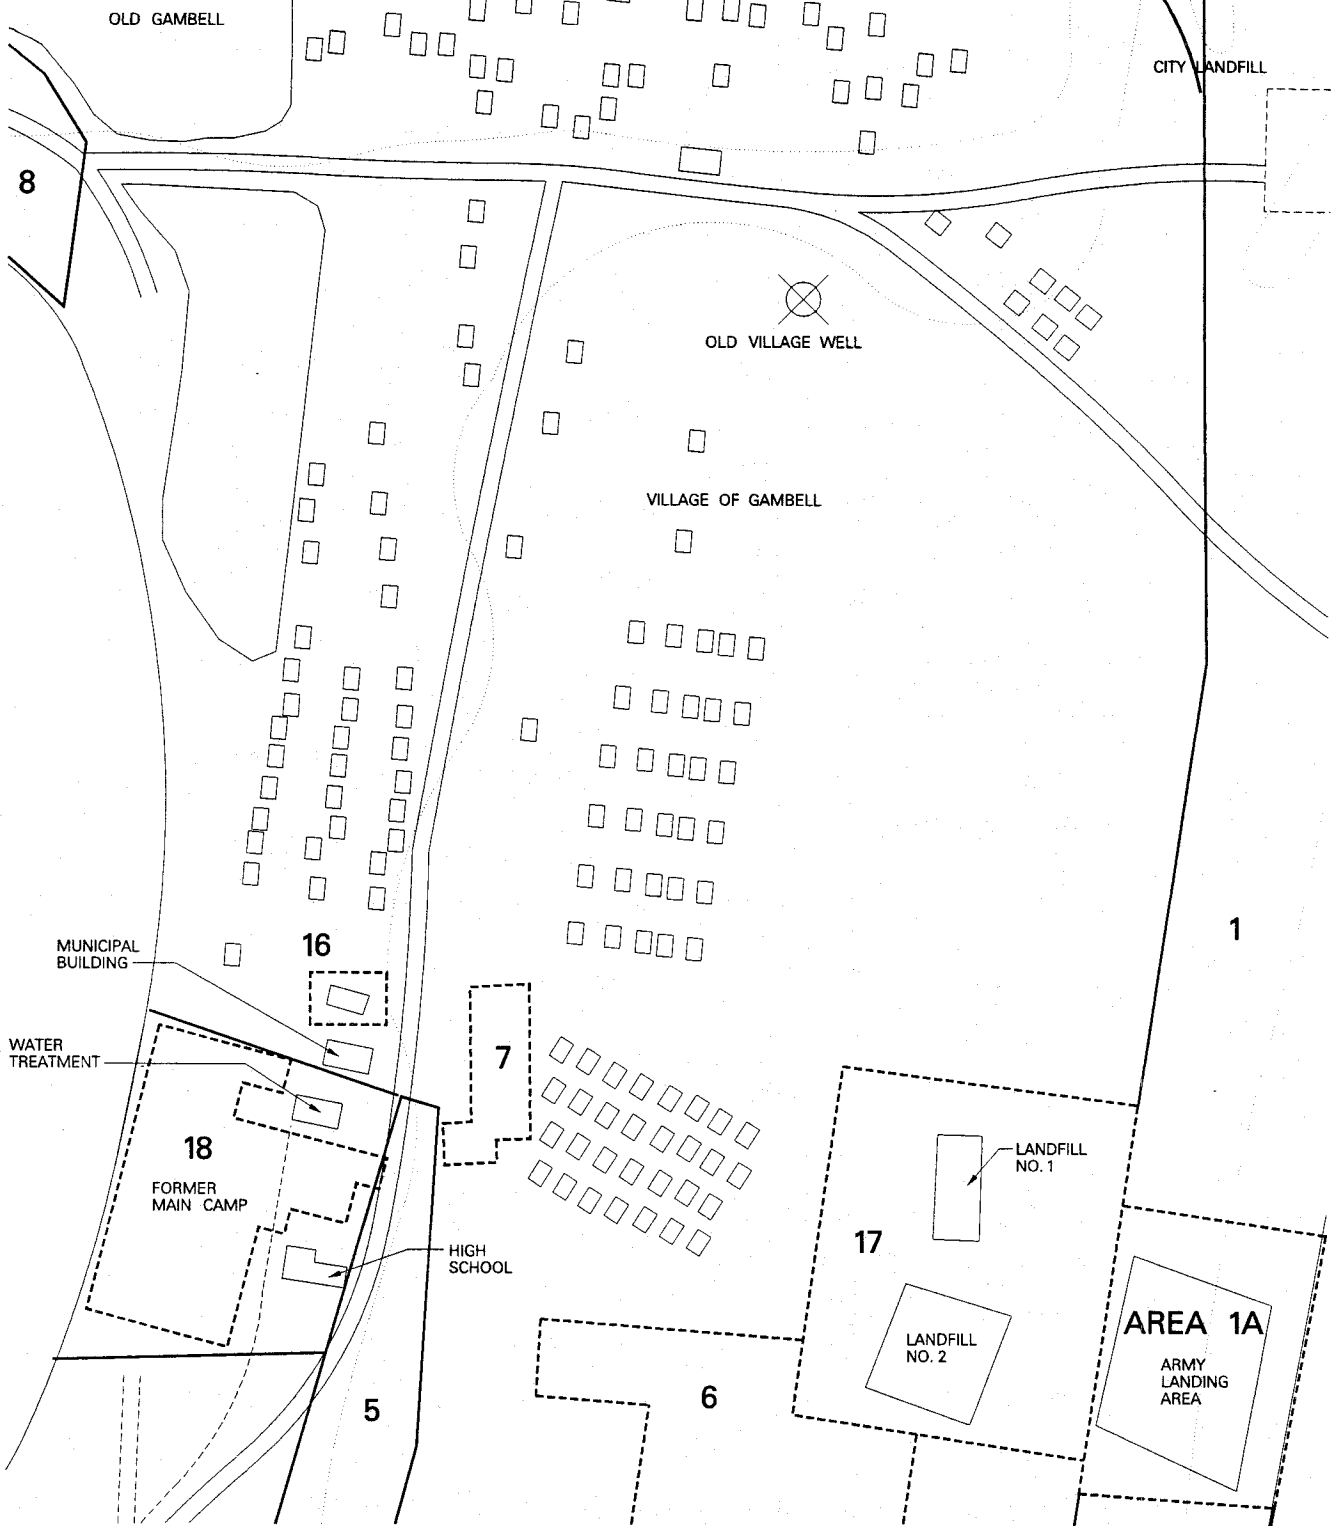 OLD GAMBELL
CITY LANDFILL
8
OLD VILLAGE WELL
VILLAGE OF GAMBELL
1
16
MUNICIPAL
BUILDING
WATER
TREATMENT
7
18
FORMER
MAIN CAMP
HIGH
SCHOOL
LANDFILL
NO. 1
17
LANDFILL
NO. 2
AREA 1A
ARMY
LANDING
AREA
5
6